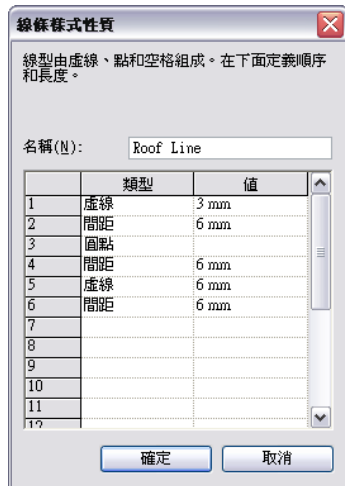 線條樣式性質
線型由虛線、點和空格組成。在下面定義順序
和長度。
名稱(N): Roof Line
類型 值
1 虛線 3 mm
2 間距 6 mm
3 圓點
4 間距 6 mm
5 虛線 6 mm
6 間距 6 mm
7
8
9
10
11
12
確定 取消